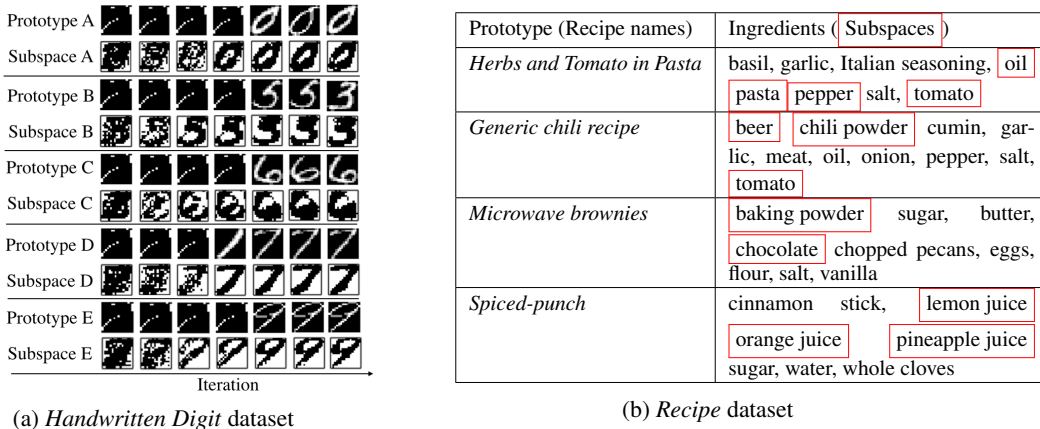 Prototype A
Subspace A
Prototype B
Subspace B
Prototype C
Subspace C
Prototype D
Subspace D
Prototype E
Subspace E
Iteration
(a) Handwritten Digit dataset
Prototype (Recipe names) Ingredients ( Subspaces )
Herbs and Tomato in Pasta basil, garlic, Italian seasoning, oil
pasta pepper salt, tomato
Generic chili recipe beer chili powder cumin, gar-
lic, meat, oil, onion, pepper, salt,
tomato
Microwave brownies baking powder sugar, butter,
chocolate chopped pecans, eggs,
flour, salt, vanilla
Spiced-punch cinnamon stick, lemon juice
orange juice pineapple juice
sugar, water, whole cloves
(b) Recipe dataset